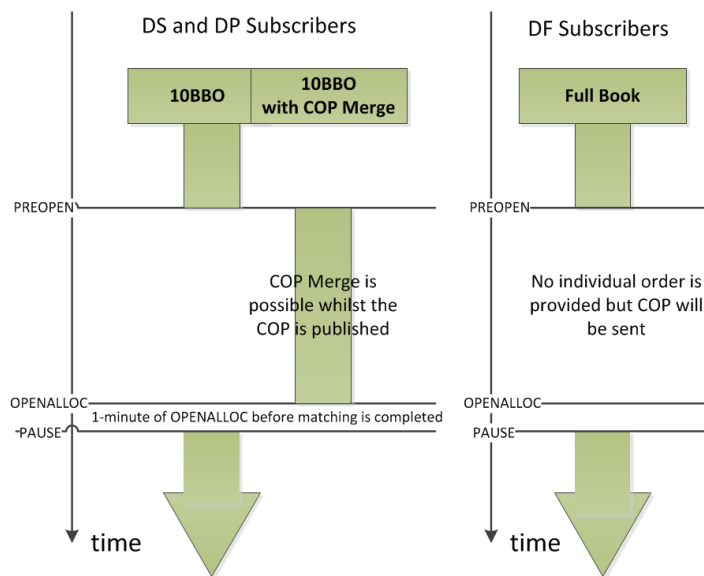 DS and DP Subscribers
DF Subscribers
10BBO
10BBO
with COP Merge
Full Book
PREOPEN
PREOPEN
COP Merge is
possible whilst the
COP is published
No individual order is
provided but COP will
be sent
OPENALLOC
OPENALLOC
1-minute of OPENALLOC before matching is completed
PAUSE
PAUSE
time
time